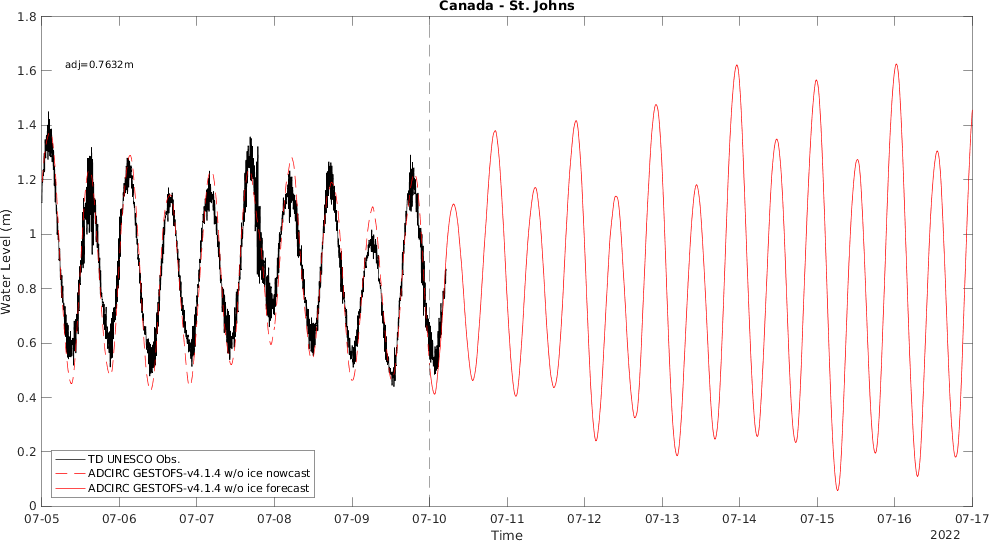 Canada - St. Johns
1.8
1.6
1.4
1.2
1
0.8
0.6
0.4
0.2
0
Water Level (m)
adj=0.7632m
TD UNESCO Obs.
ADCIRC GESTOFS-v4.1.4 w/o ice nowcast
ADCIRC GESTOFS-v4.1.4 w/o ice forecast
07-05 07-06 07-07 07-08 07-09 07-10 07-11 07-12 07-13 07-14 07-15 07-16 07-17
Time
2022